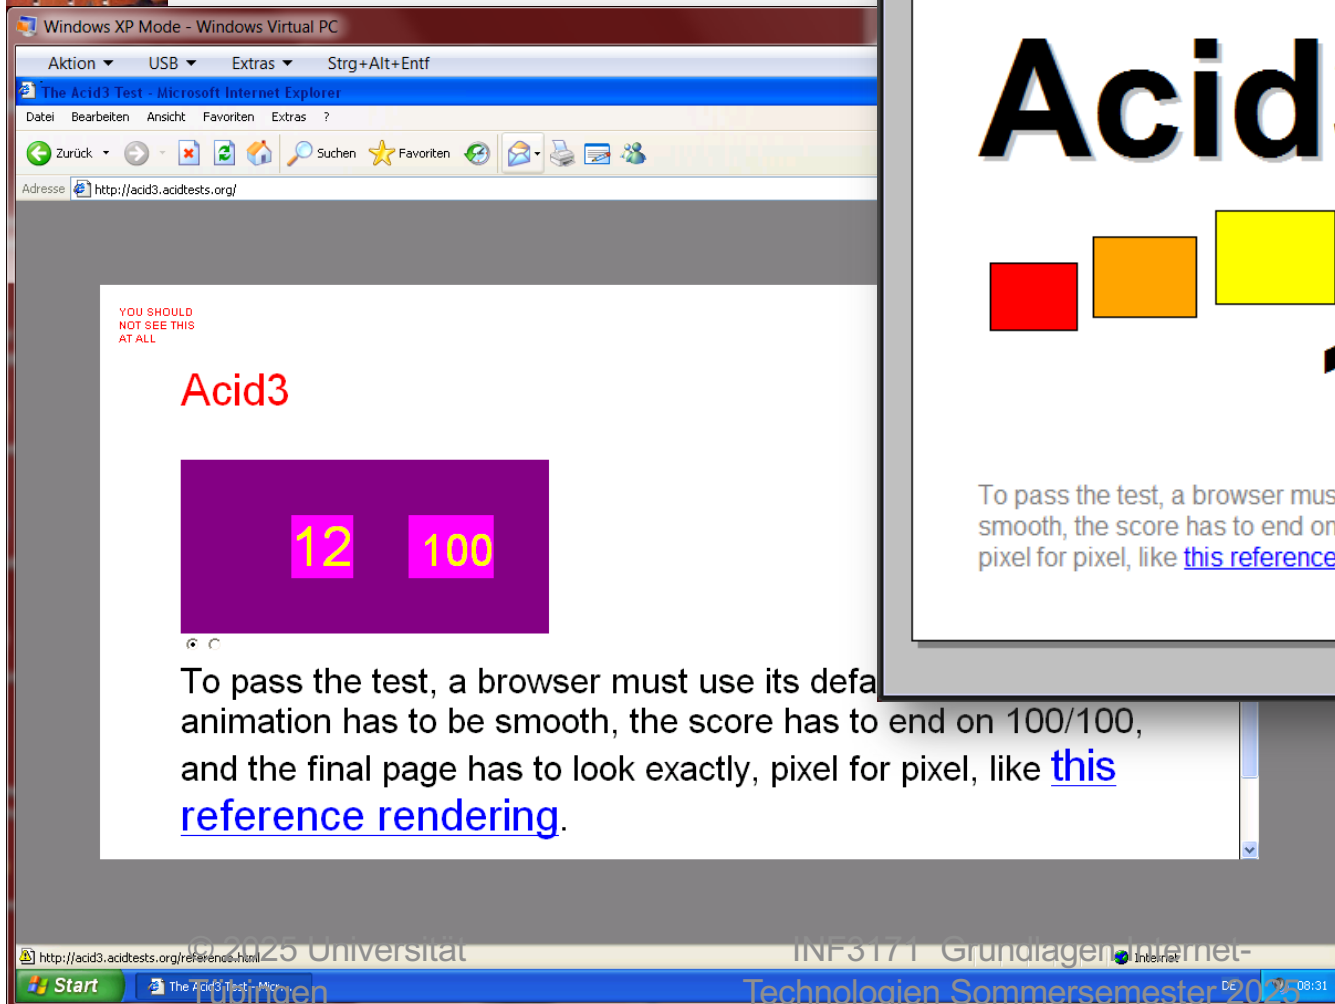 Windows XP Mode - Windows Virtual PC
Aktion USB Extras Strg+Alt+Entf
The Acid3 Test - Microsoft Internet Explorer
Datei Bearbeiten Ansicht Favoriten Extras ?
Zurück Suchen Favoriten
Adresse http://acid3.acidtests.org/
YOU SHOULD
NOT SEE THIS
AT ALL
Acid3
12 100
To pass the test, a browser must use its defa
animation has to be smooth, the score has to end on 100/100,
and the final page has to look exactly, pixel for pixel, like this
reference rendering.
Acid
To pass the test, a browser mus
smooth, the score has to end on
pixel for pixel, like this reference
http://acid3.acidtests.org/reference.html
Internet
© 2025 Universität
Tübingen
INF3171 Grundlagen Internet-
Technologien Sommersemester 2025
Start
The Acid3 Test - Micr...
DE 08:31